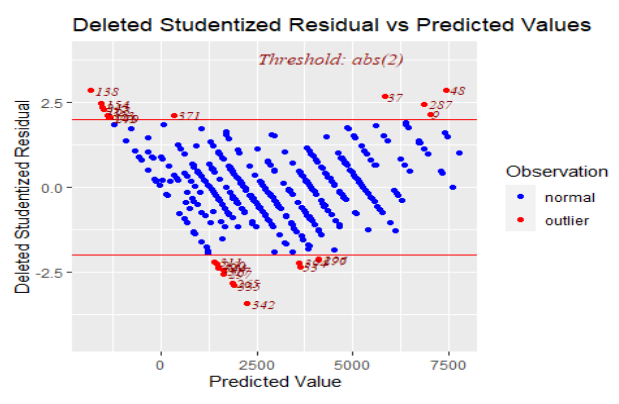 Deleted Studentized Residual vs Predicted Values
Threshold: abs(2)
138
154
371
37
48
287
9
2.5
0.0
-2.5
342
0
2500
5000
7500
Predicted Value
Deleted Studentized Residual
Observation
normal
outlier